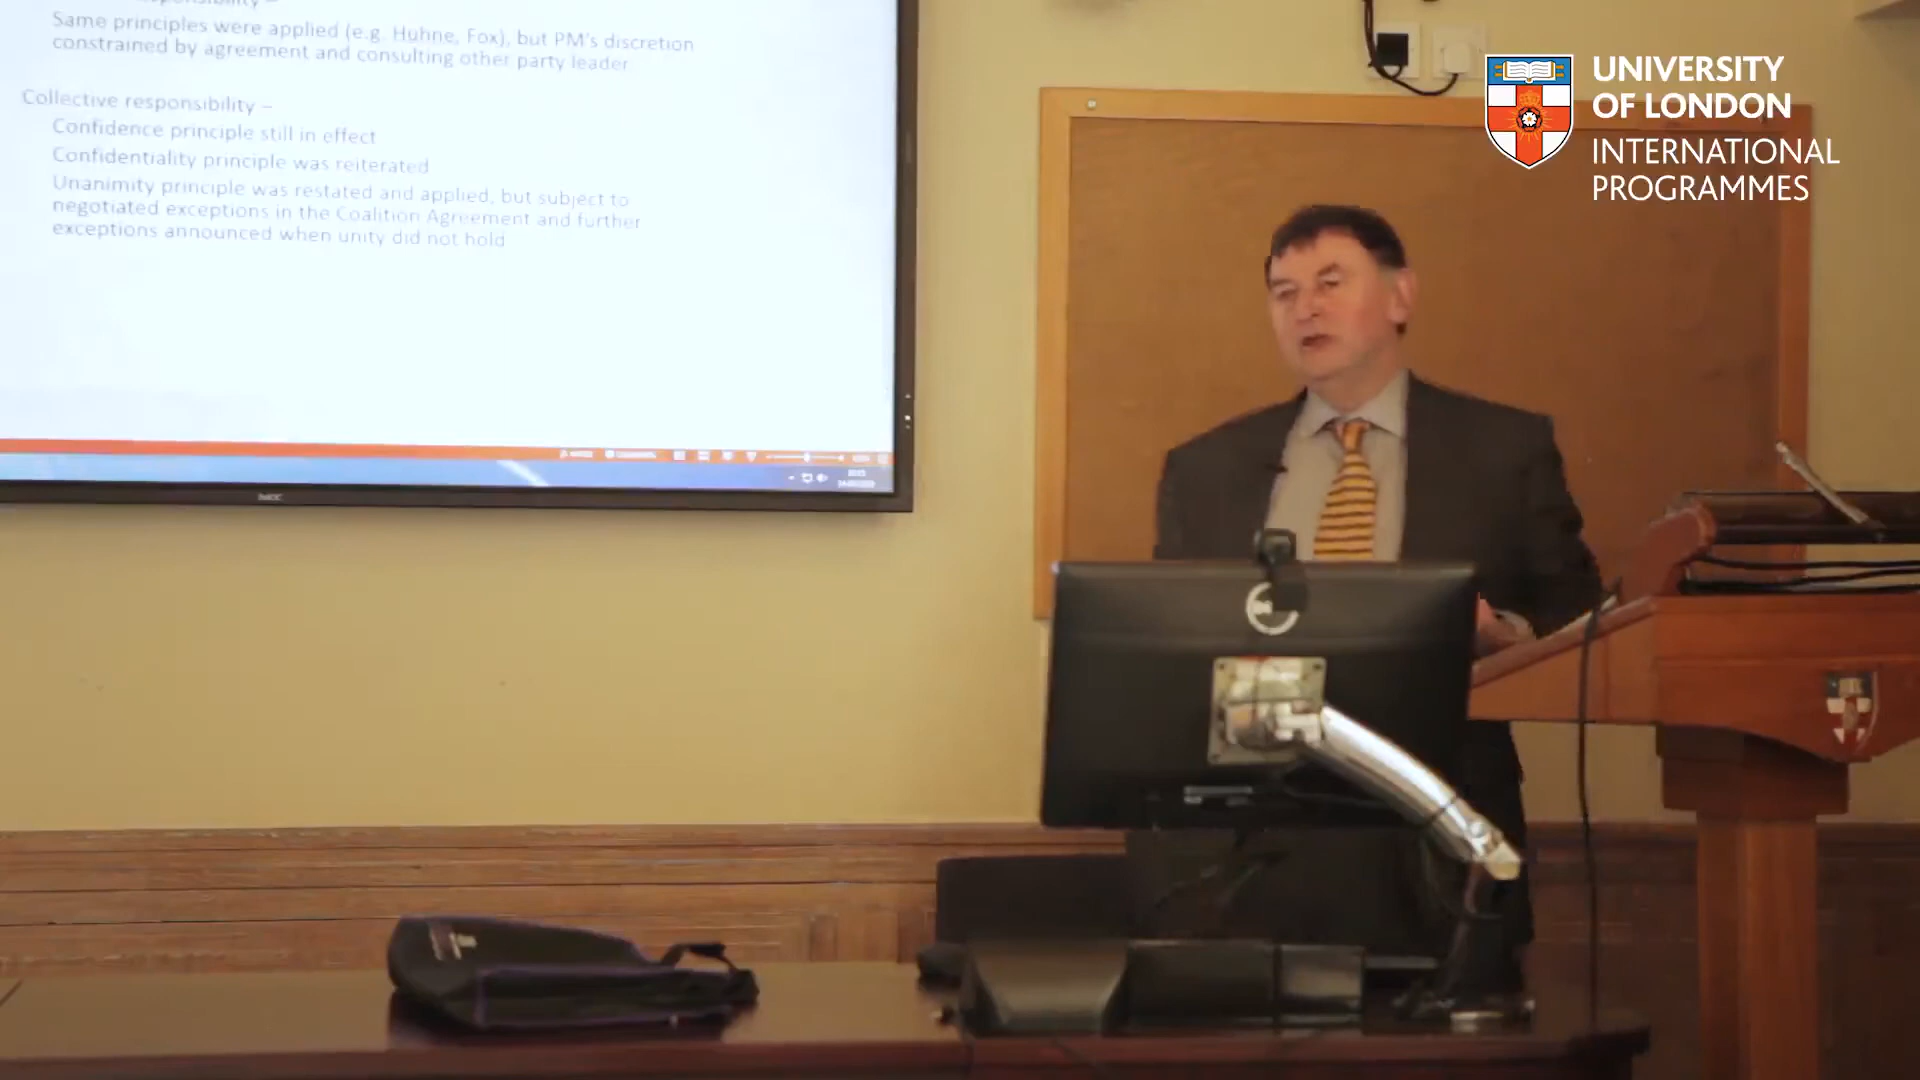 Same principles were applied (e.g. Huhne, Fox), but PM's discretion
constrained by agreement and consulting other party leader
Collective responsibility –
Confidence principle still in effect
Confidentiality principle was reiterated
Unanimity principle was restated and applied, but subject to
negotiated exceptions in the Coalition Agreement and further
exceptions announced when unity did not hold
UNIVERSITY
OF LONDON
INTERNATIONAL
PROGRAMMES